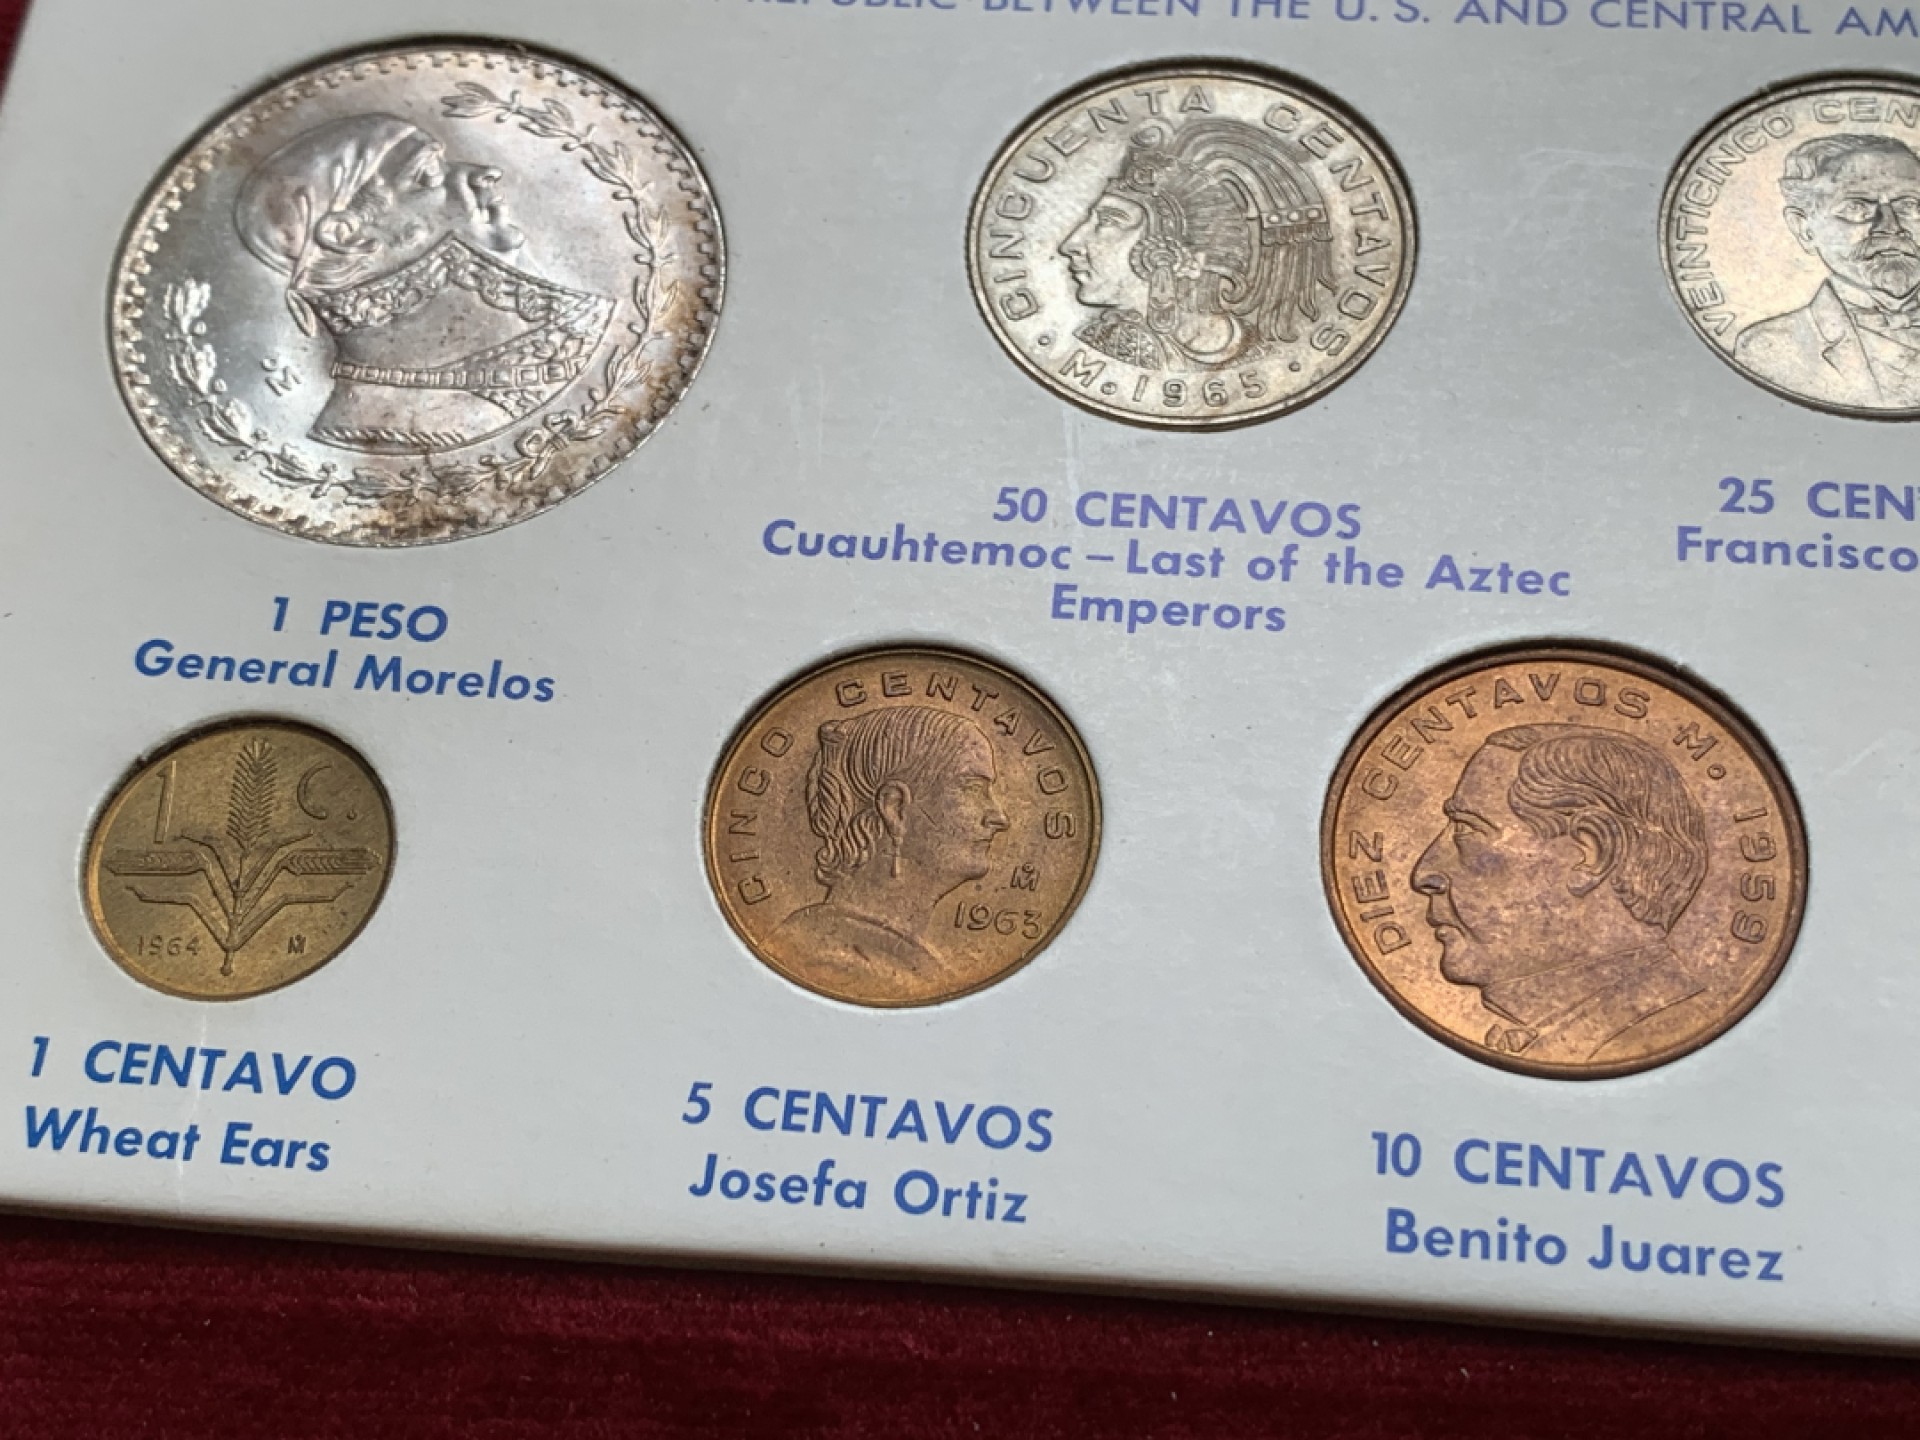 REPUBLIC BETWEEN THE U. S. AND CENTRAL AM
CINCUENTA CENTAVOS
M. 1965
VEINTICINCO CEN
M
1 PESO
General Morelos
50 CENTAVOS
Cuauhtemoc – Last of the Aztec
Emperors
25 CEN
Francisco
1 C.
1964 M
CINCO CENTAVOS
M
1963
DIEZ CENTAVOS M. 1959
1 CENTAVO
Wheat Ears
5 CENTAVOS
Josefa Ortiz
10 CENTAVOS
Benito Juarez